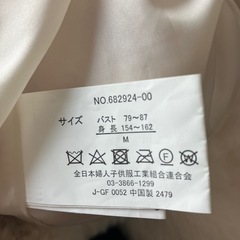 NO.682924-00
サイズ バスト 79～87
身長 154～162
M
全日本婦人子供服工業組合連合会
03-3866-1299
J-GF 0052 中国製 2479